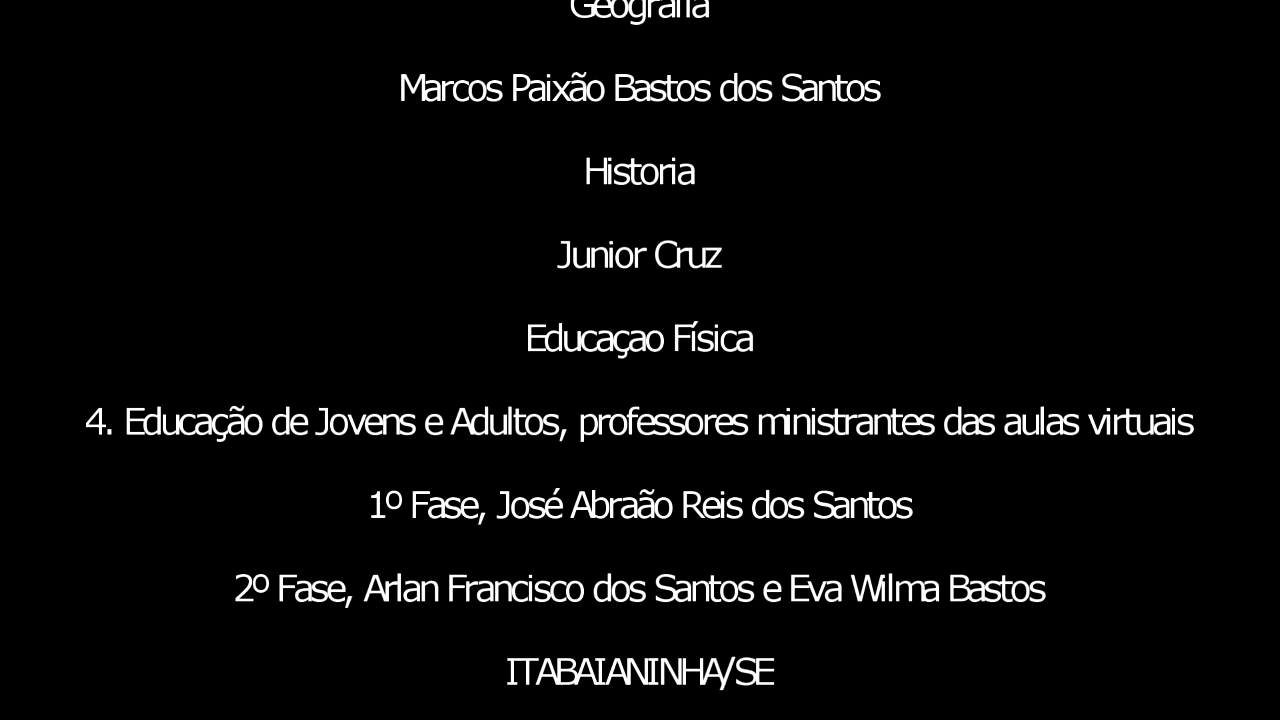 Geografia
Marcos Paixão Bastos dos Santos
Historia
Junior Cruz
Educaçao Física
4. Educação de Jovens e Adultos, professores ministrantes das aulas virtuais
1º Fase, José Abraão Reis dos Santos
2º Fase, Arlan Francisco dos Santos e Eva Wilma Bastos
ITABAIANINHA/SE